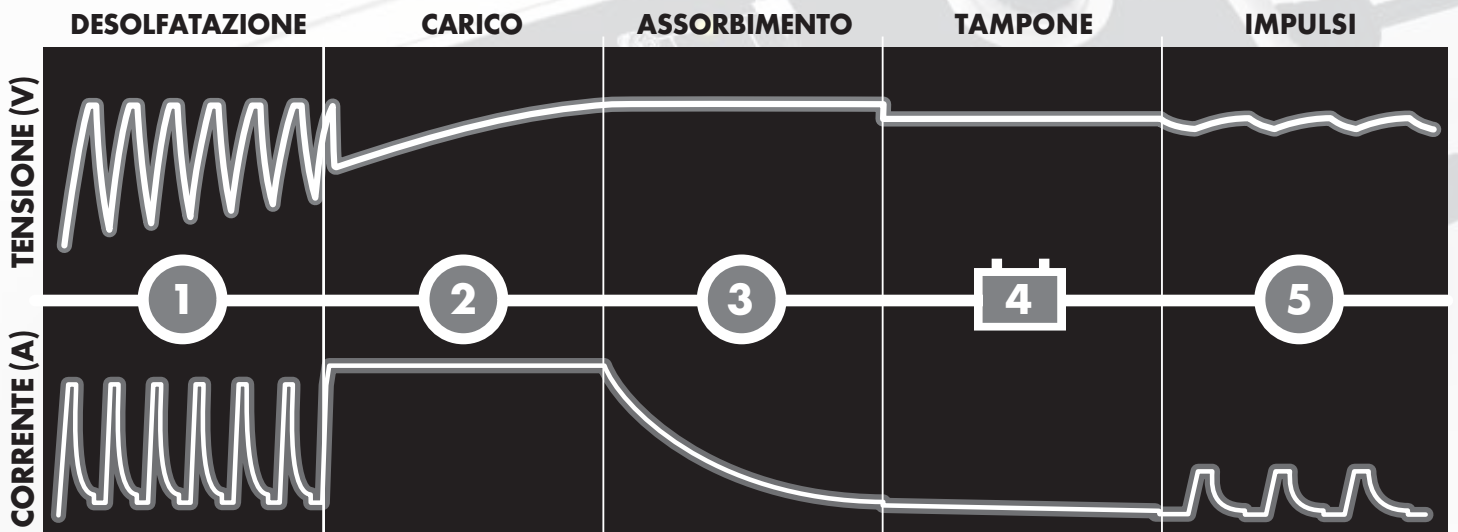 DESOLFATAZIONE
CARICO
ASSORBIMENTO
TAMPONE
IMPULSI
TENSIONE (V)
1
2
3
4
5
CORRENTE (A)